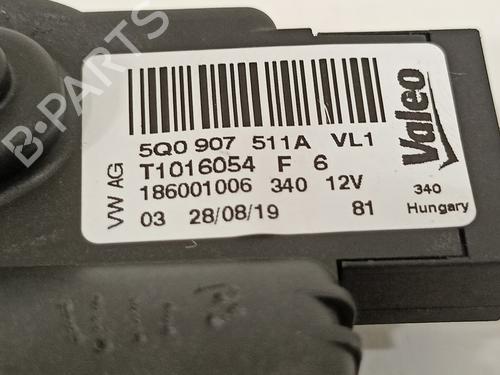 B-PARTS
VW AG
5Q0 907 511A VL1
T1016054 F 6
186001006 340 12V
03 28/08/19 81
Valeo
340
Hungary